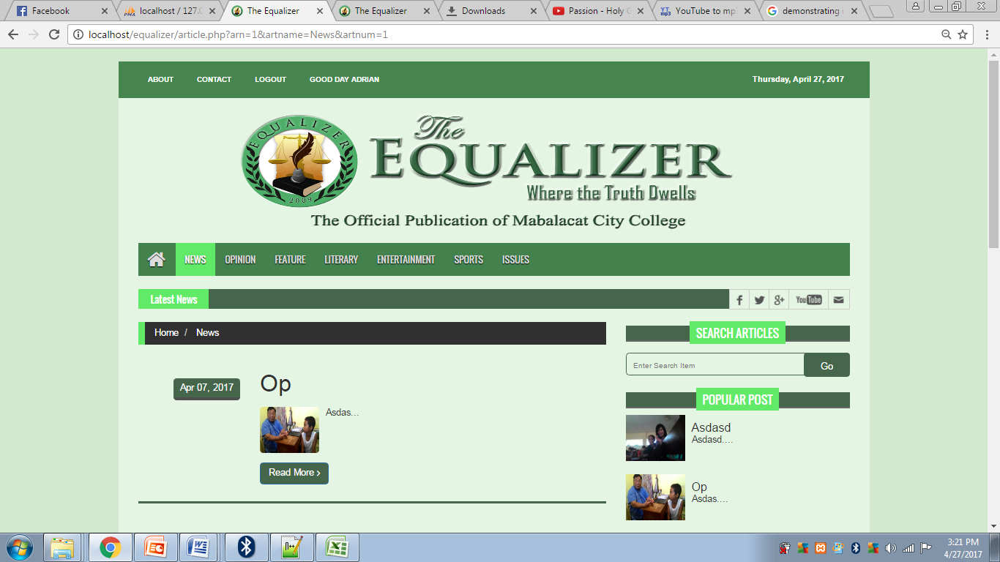 Facebook
localhost / 127.0
The Equalizer
The Equalizer
Downloads
Passion - Holy G
YouTube to mp
demonstrating i
localhost/equalizer/article.php?arn=1&artname=News&artnum=1
ABOUT CONTACT LOGOUT GOOD DAY ADRIAN Thursday, April 27, 2017
EQUALIZER
2009
The
EQUALIZER
Where the Truth Dwells
The Official Publication of Mabalacat City College
NEWS OPINION FEATURE LITERARY ENTERTAINMENT SPORTS ISSUES
Latest News
You Tube
Home / News
SEARCH ARTICLES
Enter Search Item Go
Apr 07, 2017
Op
Asdas...
Read More ›
POPULAR POST
Asdasd
Asdasd....
Op
Asdas....
3:21 PM
4/27/2017